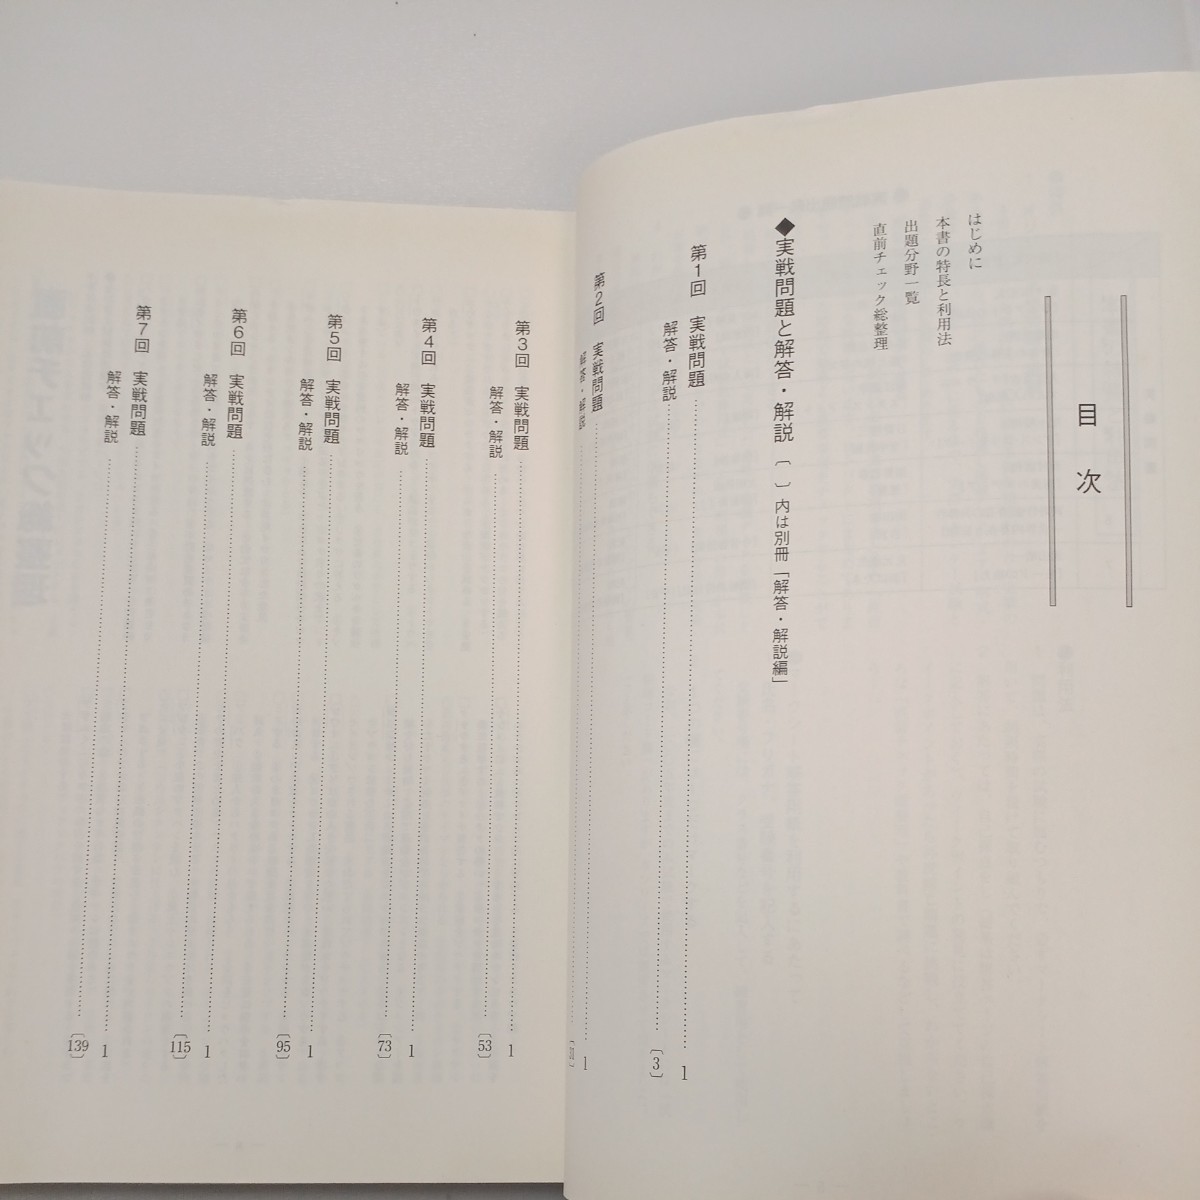 目次
はじめに
本書の特長と利用法
出題分野一覧
直前チェック総整理
◆実戦問題と解答・解説 〔 〕内は別冊「解答・解説編」
第1回 実戦問題 1
解答・解説 〔3〕
第2回 実戦問題 1
解答・解説
第3回 実戦問題 1
解答・解説 〔53〕
第4回 実戦問題 1
解答・解説 〔73〕
第5回 実戦問題 1
解答・解説 〔95〕
第6回 実戦問題 1
解答・解説 〔115〕
第7回 実戦問題 1
解答・解説 〔139〕